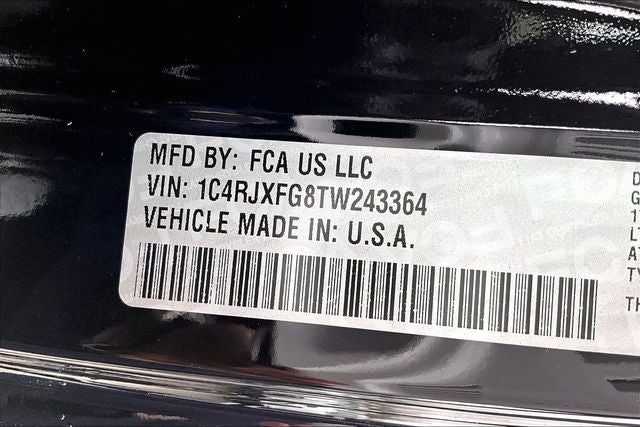 MFD BY: FCA US LLC
VIN: 1C4RJXFG8TW243364
VEHICLE MADE IN: U.S.A.